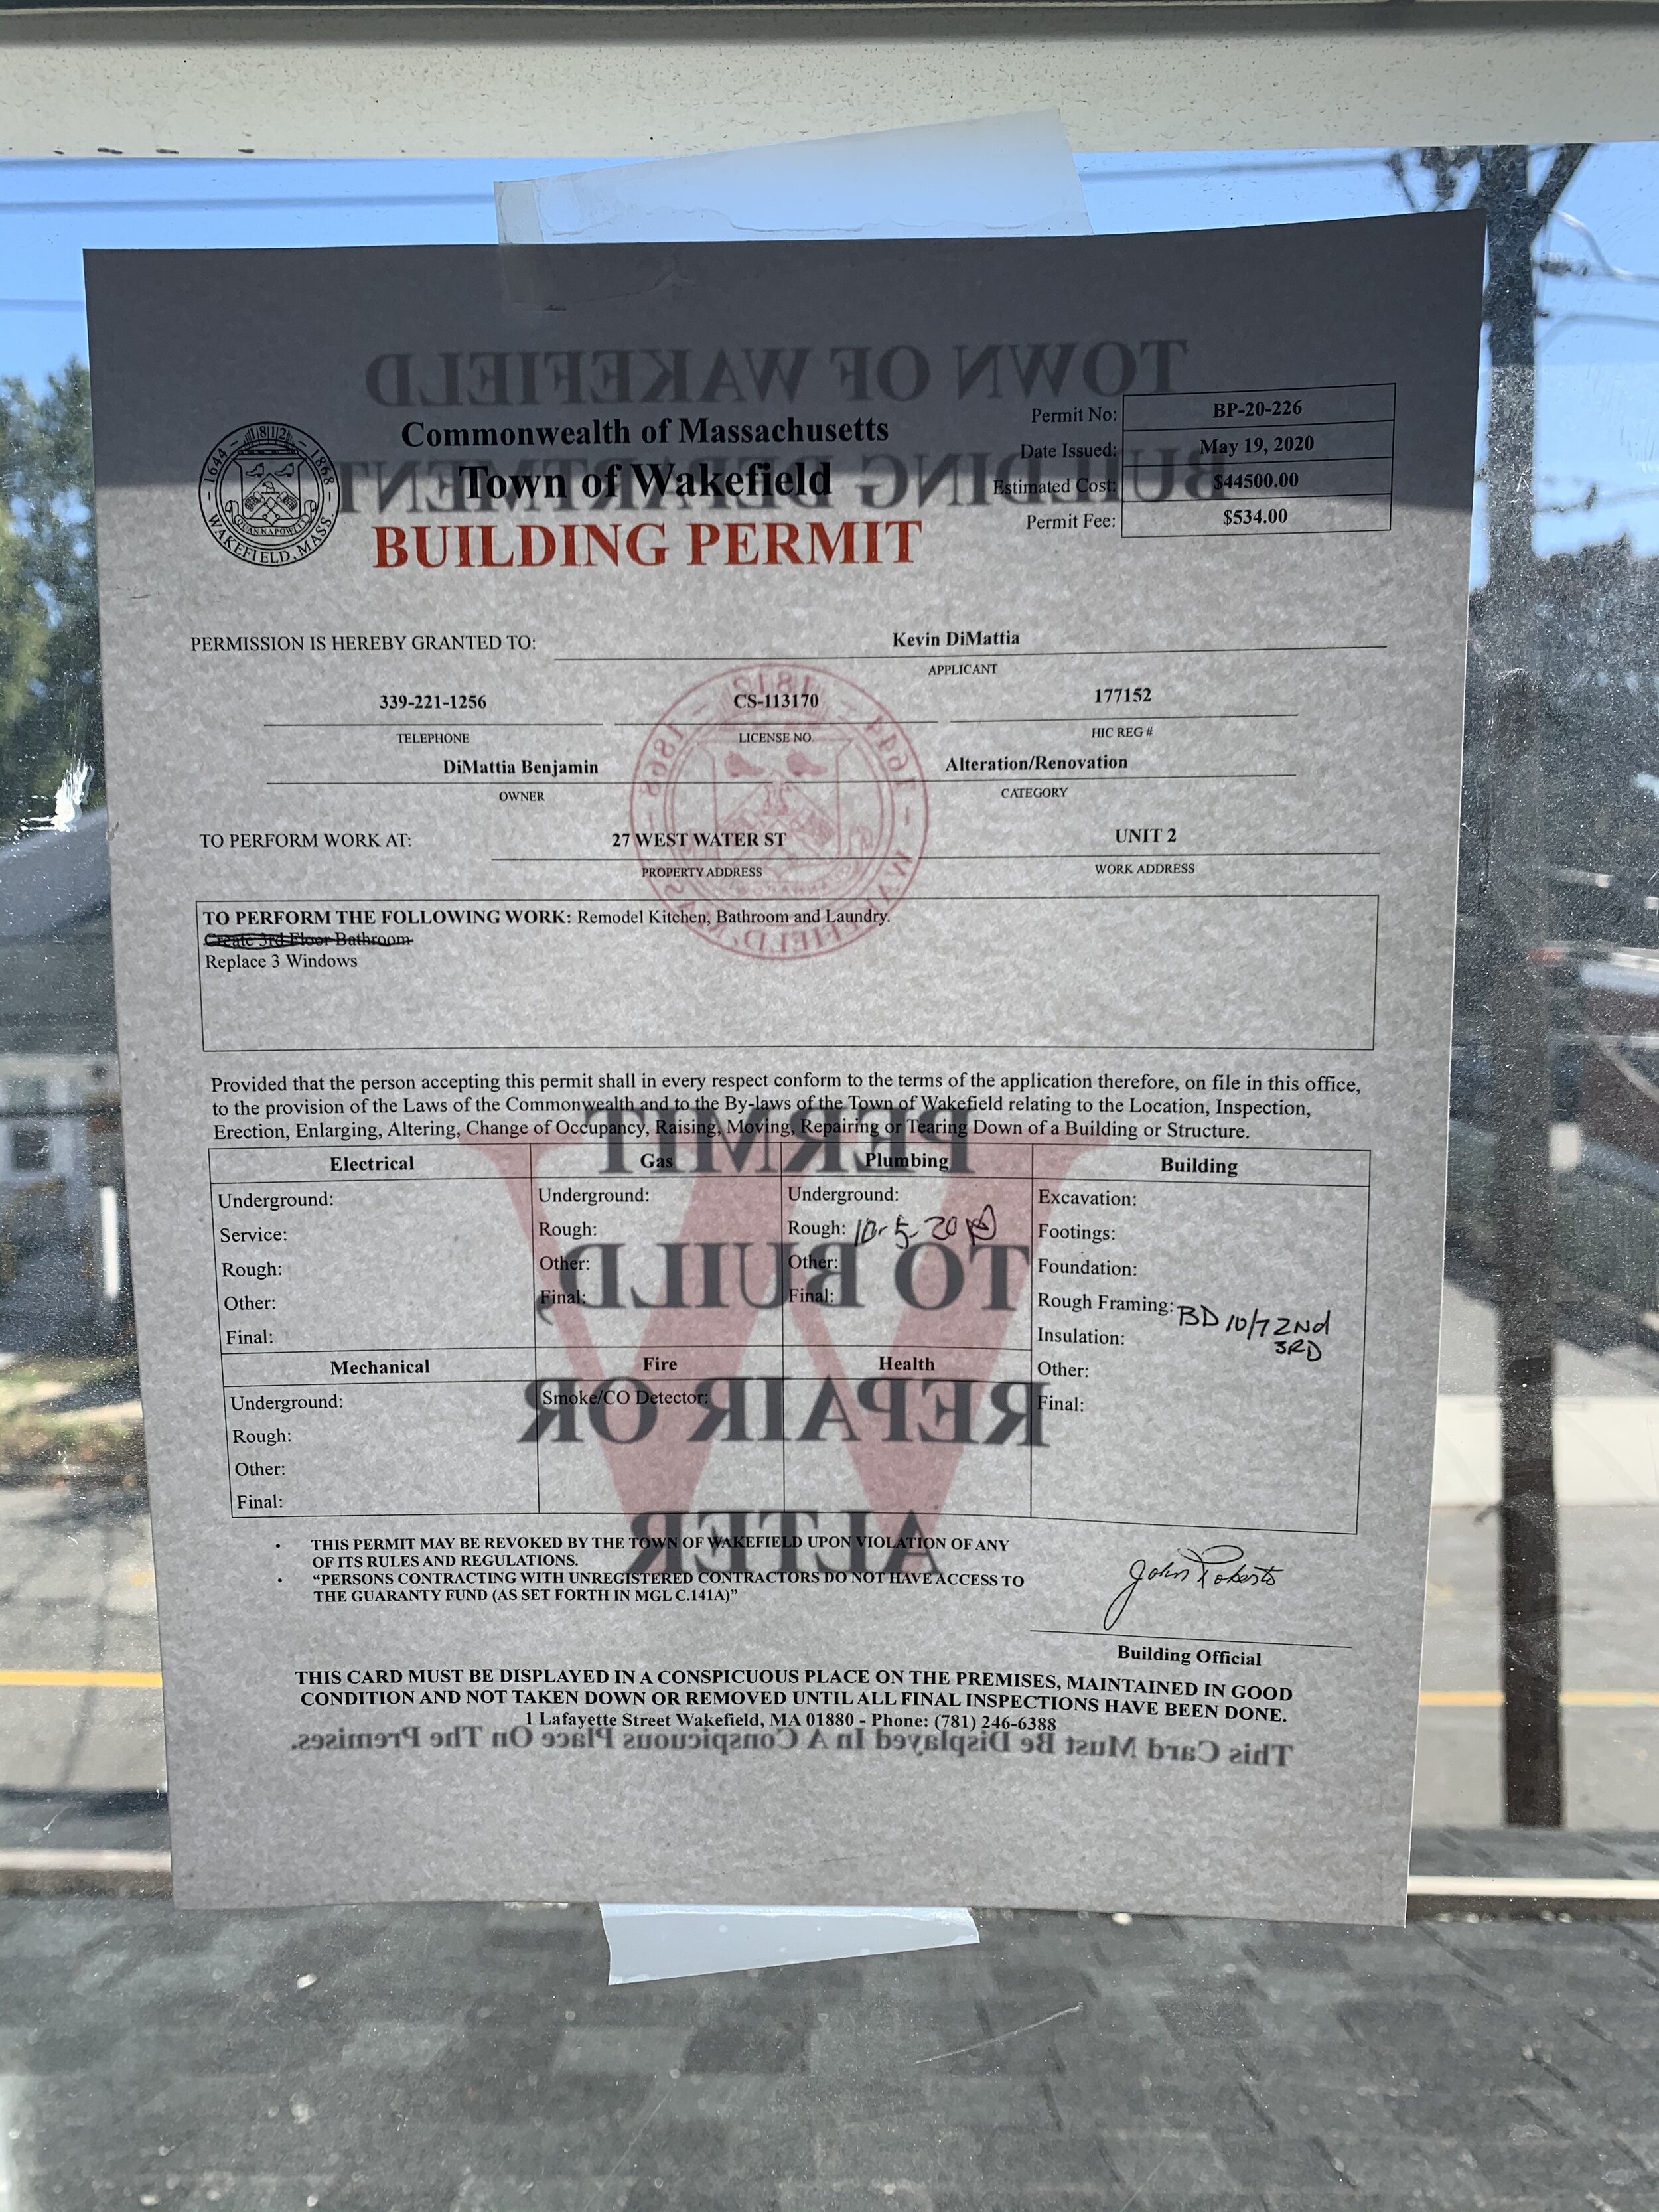 Commonwealth of Massachusetts
Town of Wakefield
BUILDING PERMIT
1644 - 1812 - 1868
WAKEFIELD, MASS.
Permit No: BP-20-226
Date Issued: May 19, 2020
Estimated Cost: $44500.00
Permit Fee: $534.00
PERMISSION IS HEREBY GRANTED TO: Kevin DiMattia
APPLICANT
339-221-1256 CS-113170 177152
TELEPHONE LICENSE NO. HIC REG #
DiMattia Benjamin Alteration/Renovation
OWNER CATEGORY
TO PERFORM WORK AT: 27 WEST WATER ST UNIT 2
PROPERTY ADDRESS WORK ADDRESS
TO PERFORM THE FOLLOWING WORK: Remodel Kitchen, Bathroom and Laundry.
Create 3rd Floor Bathroom
Replace 3 Windows
Provided that the person accepting this permit shall in every respect conform to the terms of the application therefore, on file in this office,
to the provision of the Laws of the Commonwealth and to the By-laws of the Town of Wakefield relating to the Location, Inspection,
Erection, Enlarging, Altering, Change of Occupancy, Raising, Moving, Repairing or Tearing Down of a Building or Structure.
Electrical
Underground:
Service:
Rough:
Other:
Final:
Gas
Underground:
Rough:
Other:
Final:
Plumbing
Underground:
Rough: 10-5-20
Other:
Final:
Building
Excavation:
Footings:
Foundation:
Rough Framing: BD 10/7 2Nd
3RD
Insulation:
Other:
Final:
Mechanical
Underground:
Rough:
Other:
Final:
Fire
Smoke/CO Detector:
Health
· THIS PERMIT MAY BE REVOKED BY THE TOWN OF WAKEFIELD UPON VIOLATION OF ANY
OF ITS RULES AND REGULATIONS.
· “PERSONS CONTRACTING WITH UNREGISTERED CONTRACTORS DO NOT HAVE ACCESS TO
THE GUARANTY FUND (AS SET FORTH IN MGL C.141A)”
John Roberts
Building Official
THIS CARD MUST BE DISPLAYED IN A CONSPICUOUS PLACE ON THE PREMISES, MAINTAINED IN GOOD
CONDITION AND NOT TAKEN DOWN OR REMOVED UNTIL ALL FINAL INSPECTIONS HAVE BEEN DONE.
1 Lafayette Street Wakefield, MA 01880 - Phone: (781) 246-6388
TOWN OF WAKEFIELD
BUILDING DEPARTMENT
1644 - 1812 - 1868
WAKEFIELD, MASS.
W
PERMIT
TO BUILD,
REPAIR OR
ALTER
This Card Must Be Displayed In A Conspicuous Place On The Premises.